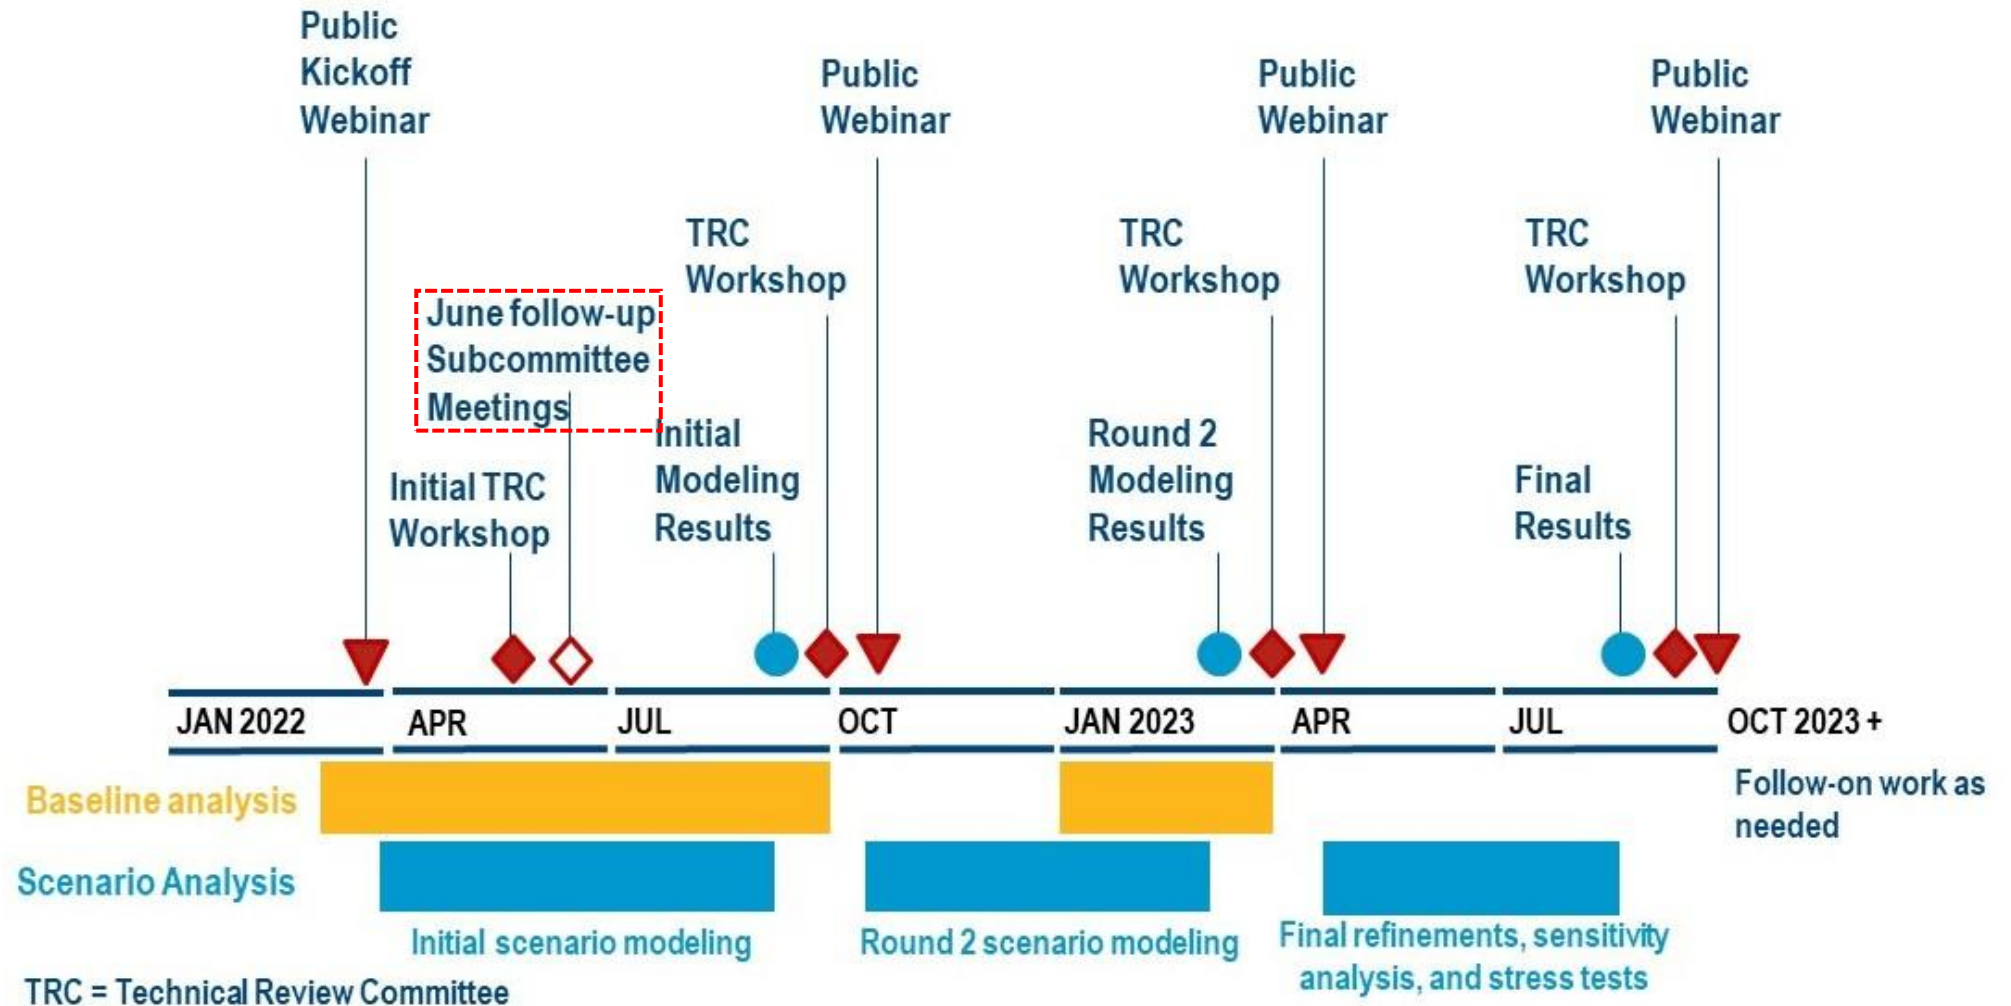 Public
Kickoff
Webinar
Public
Webinar
Public
Webinar
Public
Webinar
TRC
Workshop
TRC
Workshop
TRC
Workshop
June follow-up
Subcommittee
Meetings
Initial TRC
Workshop
Initial
Modeling
Results
Round 2
Modeling
Results
Final
Results
JAN 2022 APR JUL OCT JAN 2023 APR JUL OCT 2023 +
Baseline analysis
Follow-on work as
needed
Scenario Analysis
Initial scenario modeling
Round 2 scenario modeling
Final refinements, sensitivity
analysis, and stress tests
TRC = Technical Review Committee